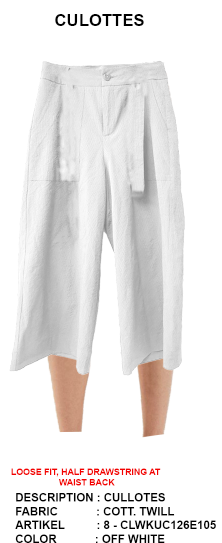 CULOTTES
LOOSE FIT, HALF DRAWSTRING AT
WAIST BACK
DESCRIPTION : CULLOTES
FABRIC : COTT. TWILL
ARTIKEL : 8 - CLWKUC126E105
COLOR : OFF WHITE